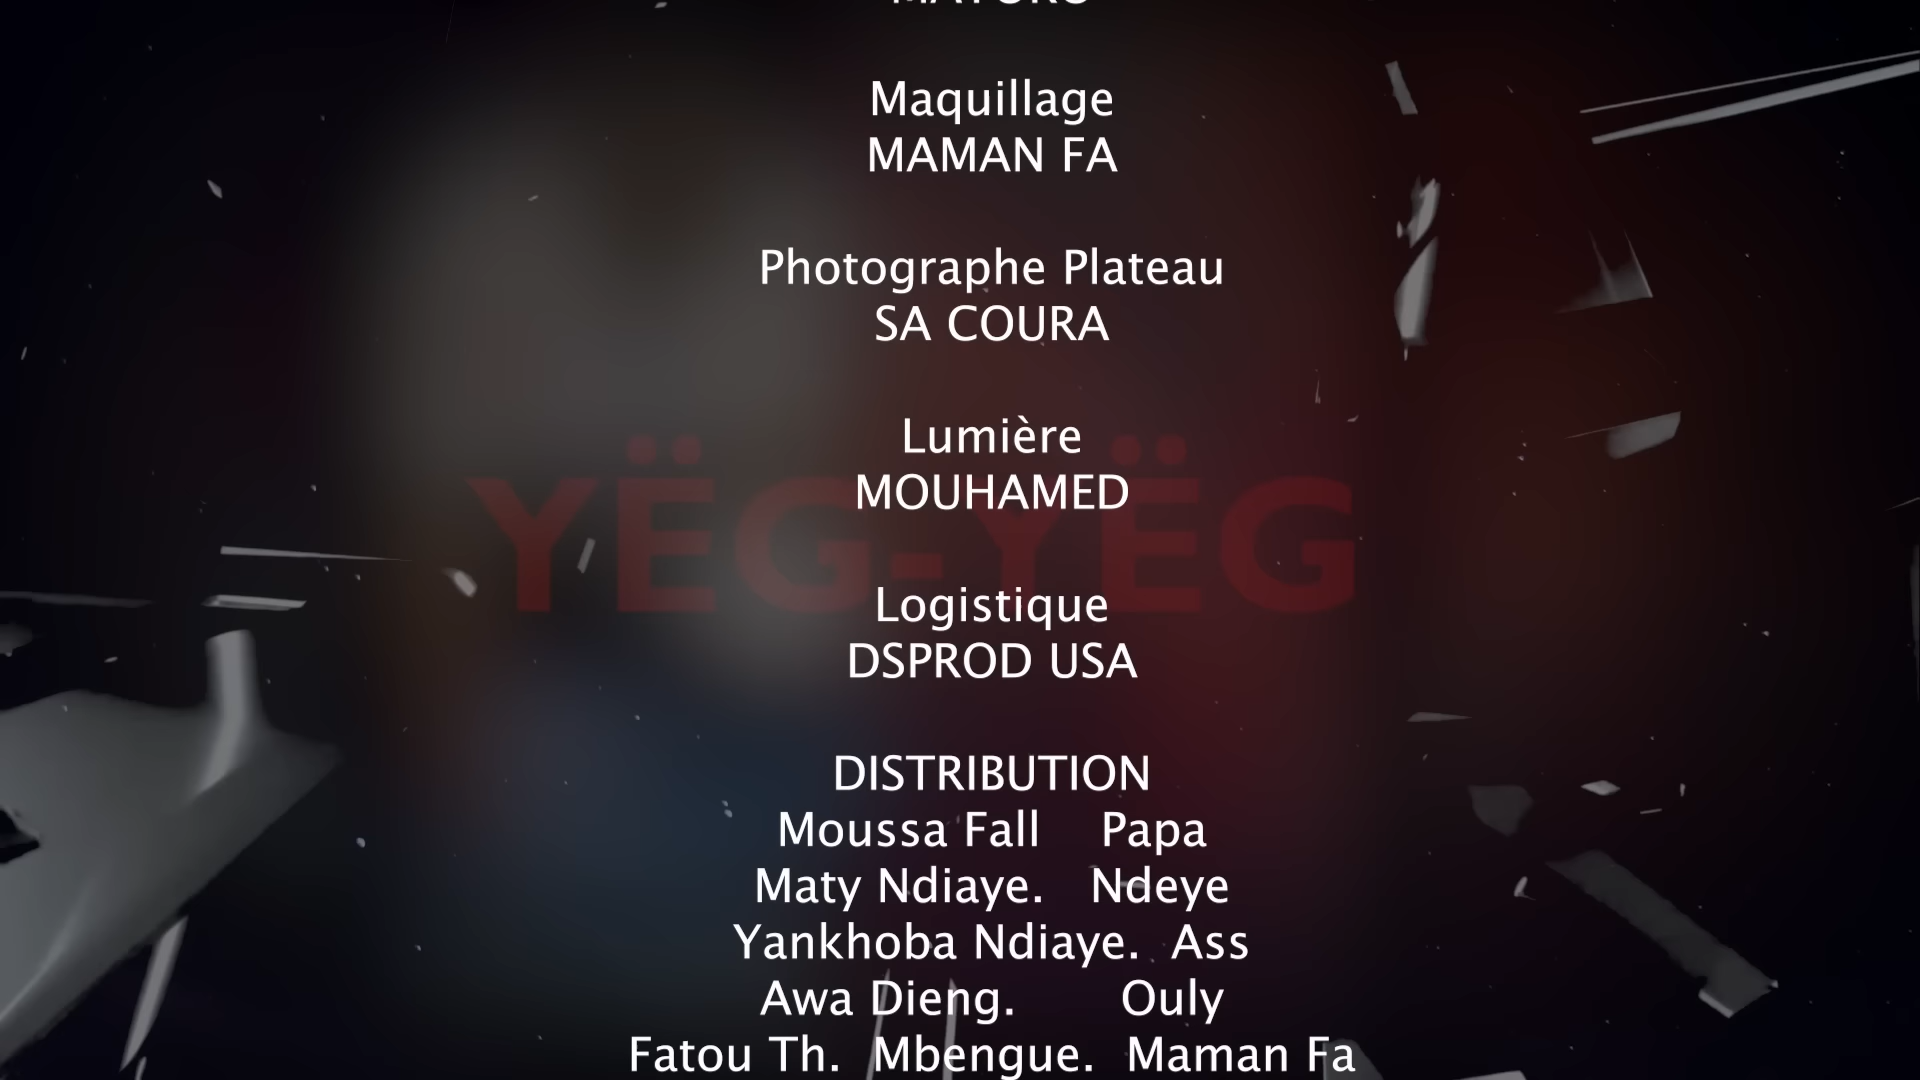 Maquillage
MAMAN FA
Photographe Plateau
SA COURA
Lumière
MOUHAMED
YËG-YËG
Logistique
DSPROD USA
DISTRIBUTION
Moussa Fall Papa
Maty Ndiaye. Ndeye
Yankhoba Ndiaye. Ass
Awa Dieng. Ouly
Fatou Th. Mbengue. Maman Fa